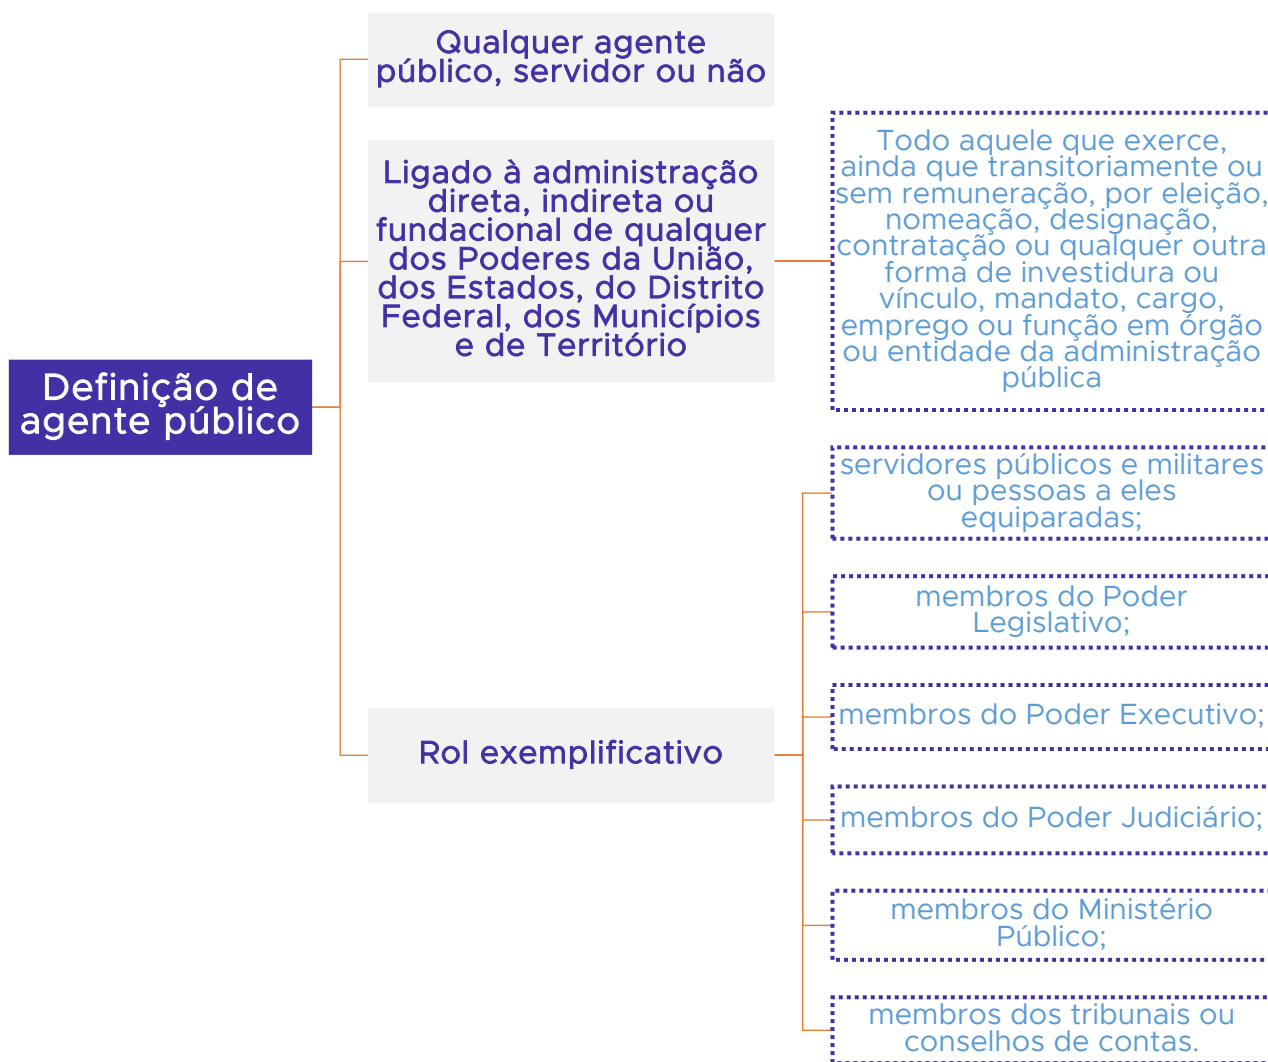 Definição de
agente público
Qualquer agente
público, servidor ou não
Ligado à administração
direta, indireta ou
fundacional de qualquer
dos Poderes da União,
dos Estados, do Distrito
Federal, dos Municípios
e de Território
Todo aquele que exerce,
ainda que transitoriamente ou
sem remuneração, por eleição,
nomeação, designação,
contratação ou qualquer outra
forma de investidura ou
vínculo, mandato, cargo,
emprego ou função em órgão
ou entidade da administração
pública
Rol exemplificativo
servidores públicos e militares
ou pessoas a eles
equiparadas;
membros do Poder
Legislativo;
membros do Poder Executivo;
membros do Poder Judiciário;
membros do Ministério
Público;
membros dos tribunais ou
conselhos de contas.